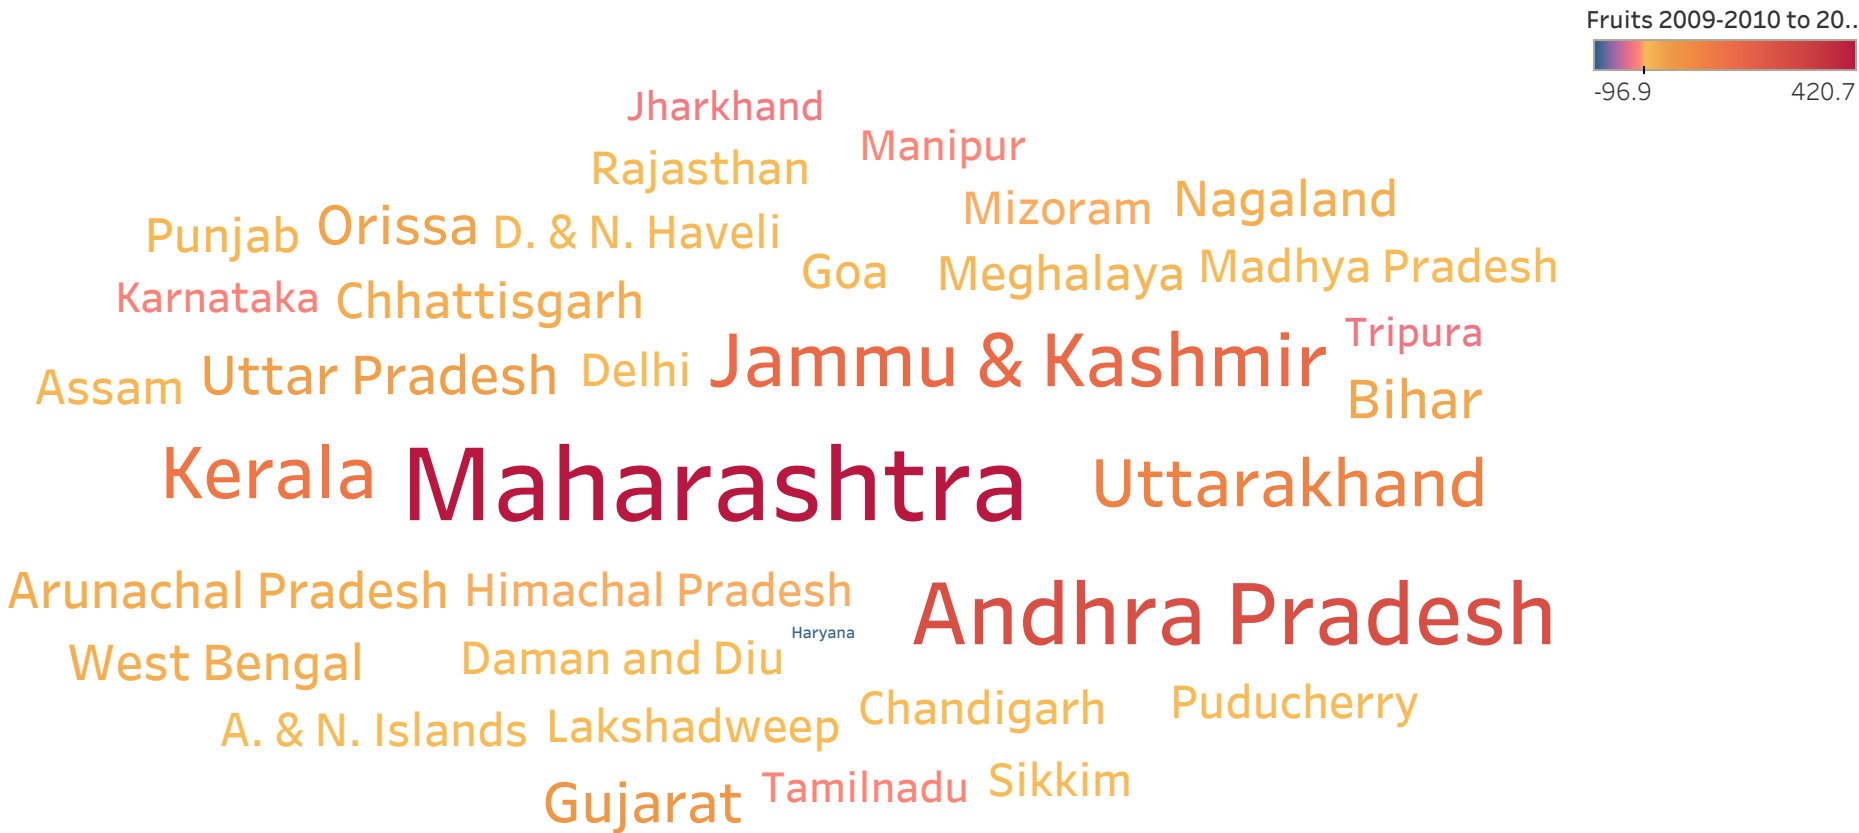 Fruits 2009-2010 to 20..
-96.9 420.7
Jharkhand
Manipur
Rajasthan
Mizoram Nagaland
Punjab Orissa D. & N. Haveli
Goa Meghalaya Madhya Pradesh
Karnataka Chhattisgarh
Tripura
Assam Uttar Pradesh Delhi Jammu & Kashmir
Bihar
Kerala Maharashtra Uttarakhand
Arunachal Pradesh Himachal Pradesh
Andhra Pradesh
Haryana
West Bengal Daman and Diu
Chandigarh Puducherry
A. & N. Islands Lakshadweep
Gujarat Tamilnadu Sikkim